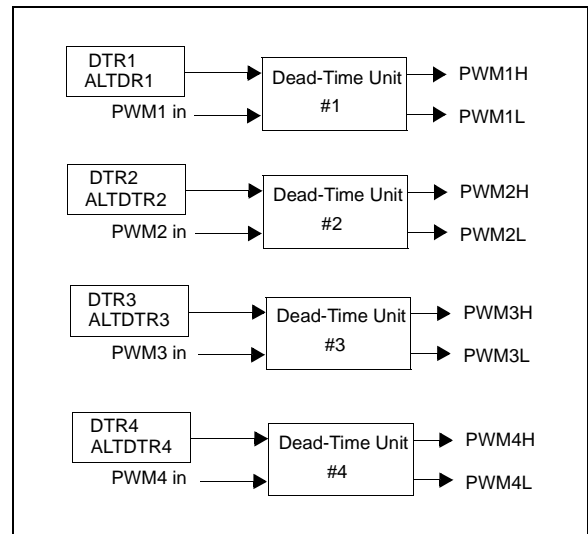 DTR1
ALTDR1
Dead-Time Unit
#1
PWM1H
PWM1 in
PWM1L
DTR2
ALTDTR2
Dead-Time Unit
#2
PWM2H
PWM2 in
PWM2L
DTR3
ALTDTR3
Dead-Time Unit
#3
PWM3H
PWM3 in
PWM3L
DTR4
ALTDTR4
Dead-Time Unit
#4
PWM4H
PWM4 in
PWM4L